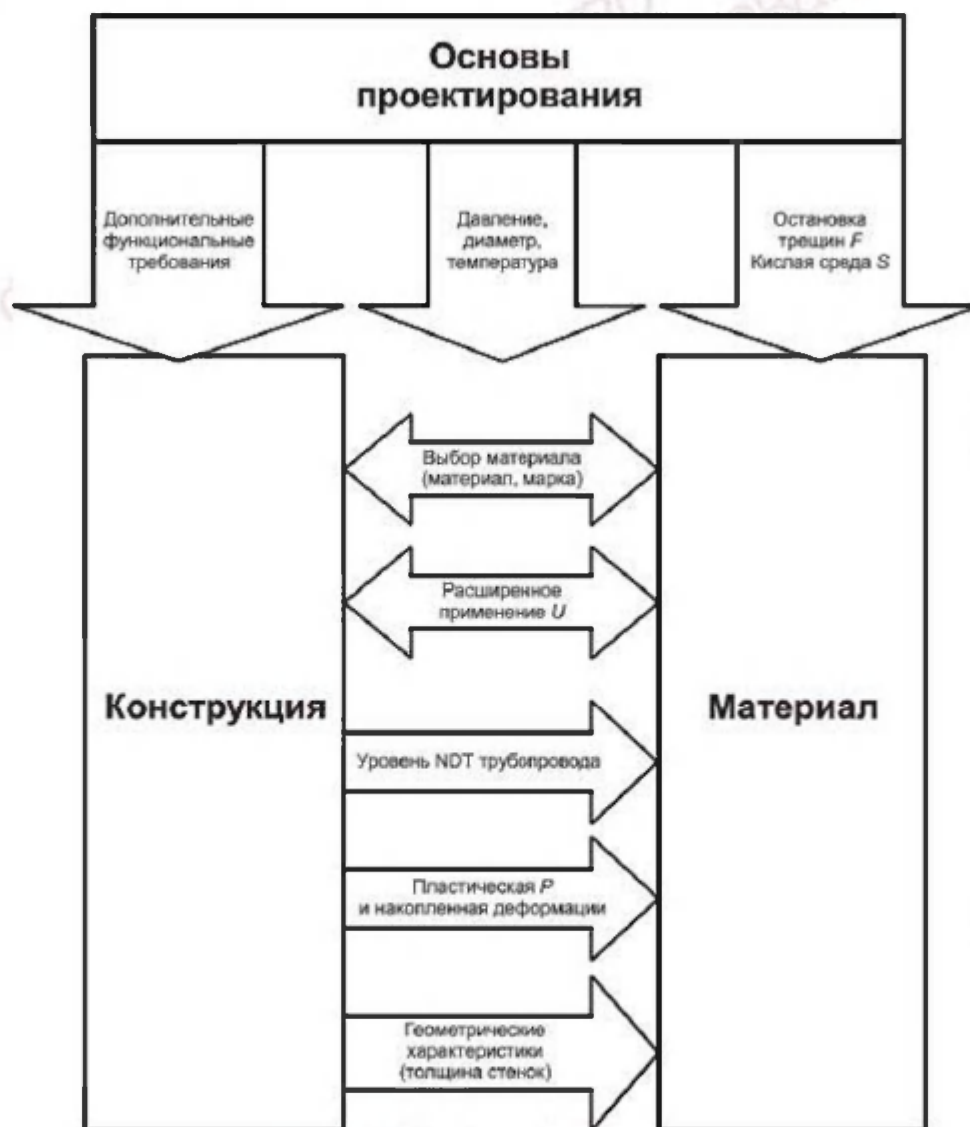 Основы
проектирования
Дополнительные
функциональные
требования
Давление,
диаметр,
температура
Остановка
трещин F
Кислая среда S
Выбор материала
(материал, марка)
Расширенное
применение U
Конструкция
Материал
Уровень NDT трубопровода
Пластическая P
и накопленная деформации
Геометрические
характеристики
(толщина стенок)